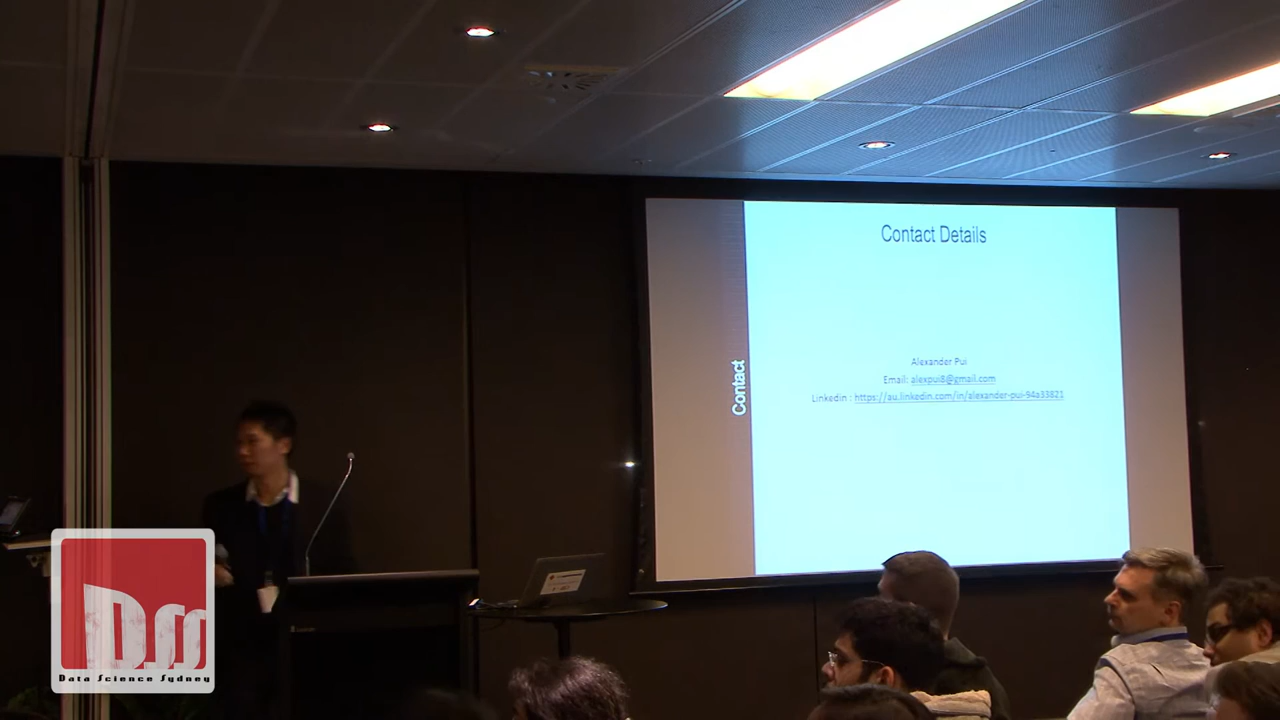 Contact Details
Contact
Alexander Pui
Email: alexpui8@gmail.com
Linkedin : https://au.linkedin.com/in/alexander-pui-94a33821
DSS
Data Science Sydney